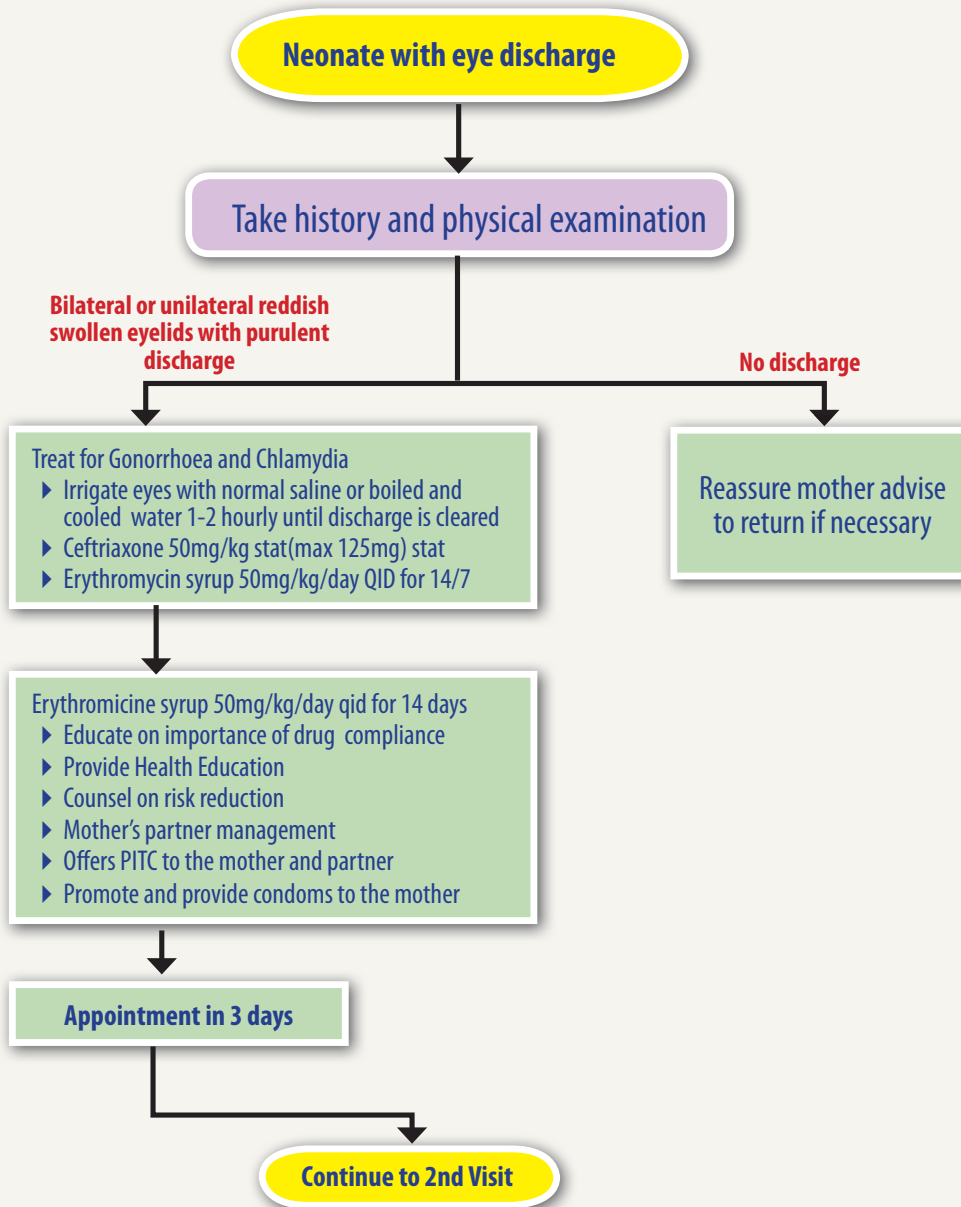 Neonate with eye discharge
Take history and physical examination
Bilateral or unilateral reddish
swollen eyelids with purulent
discharge
No discharge
Treat for Gonorrhoea and Chlamydia
Irrigate eyes with normal saline or boiled and
cooled water 1-2 hourly until discharge is cleared
Ceftriaxone 50mg/kg stat(max 125mg) stat
Erythromycin syrup 50mg/kg/day QID for 14/7
Reassure mother advise
to return if necessary
Erythromicine syrup 50mg/kg/day qid for 14 days
Educate on importance of drug compliance
Provide Health Education
Counsel on risk reduction
Mother's partner management
Offers PITC to the mother and partner
Promote and provide condoms to the mother
Appointment in 3 days
Continue to 2nd Visit